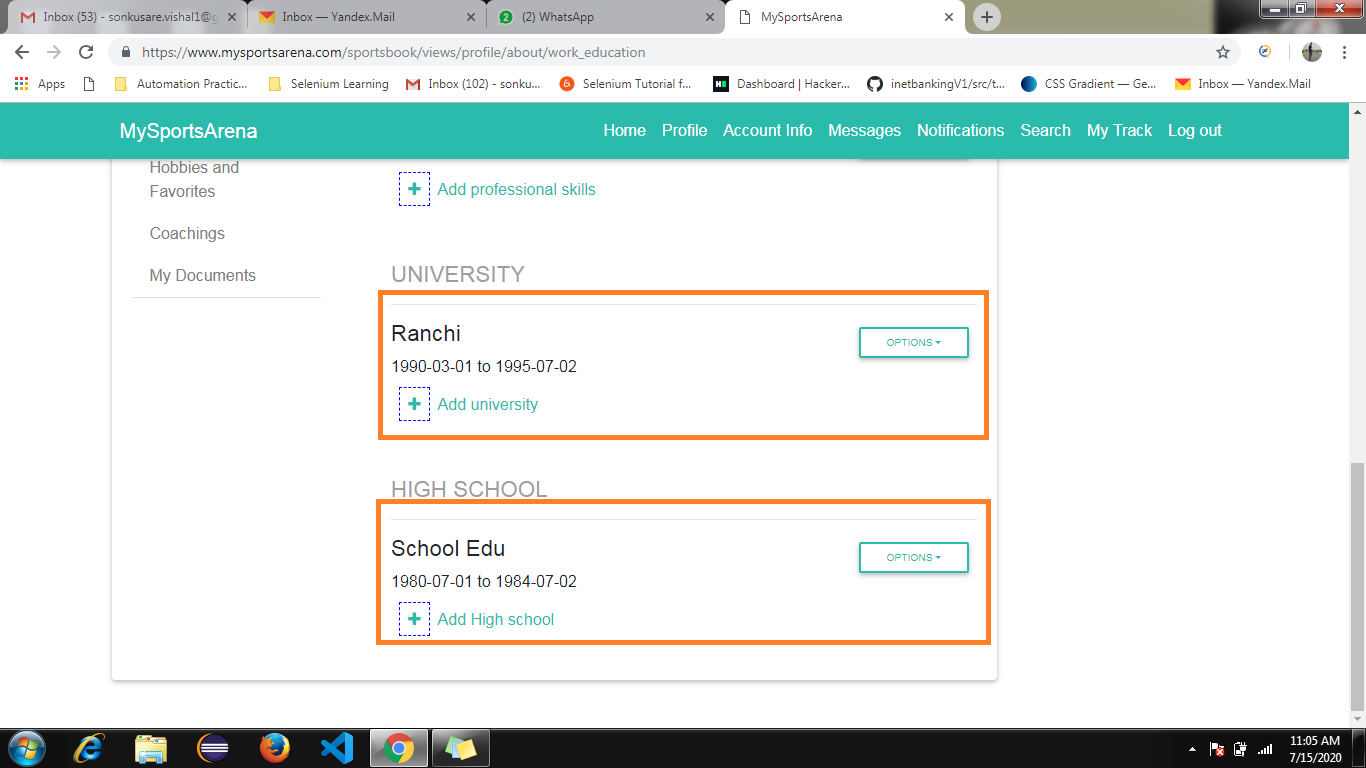 Inbox (53) - sonkusare.vishal1@g
Inbox — Yandex.Mail
(2) WhatsApp
MySportsArena
https://www.mysportsarena.com/sportsbook/views/profile/about/work_education
Apps
Automation Practic...
Selenium Learning
Inbox (102) - sonku...
Selenium Tutorial f...
Dashboard | Hacker...
inetbankingV1/src/t...
CSS Gradient — Ge...
Inbox — Yandex.Mail
MySportsArena
Home
Profile
Account Info
Messages
Notifications
Search
My Track
Log out
Hobbies and
Favorites
Coachings
My Documents
Add professional skills
UNIVERSITY
Ranchi
OPTIONS
1990-03-01 to 1995-07-02
Add university
HIGH SCHOOL
School Edu
OPTIONS
1980-07-01 to 1984-07-02
Add High school
11:05 AM
7/15/2020